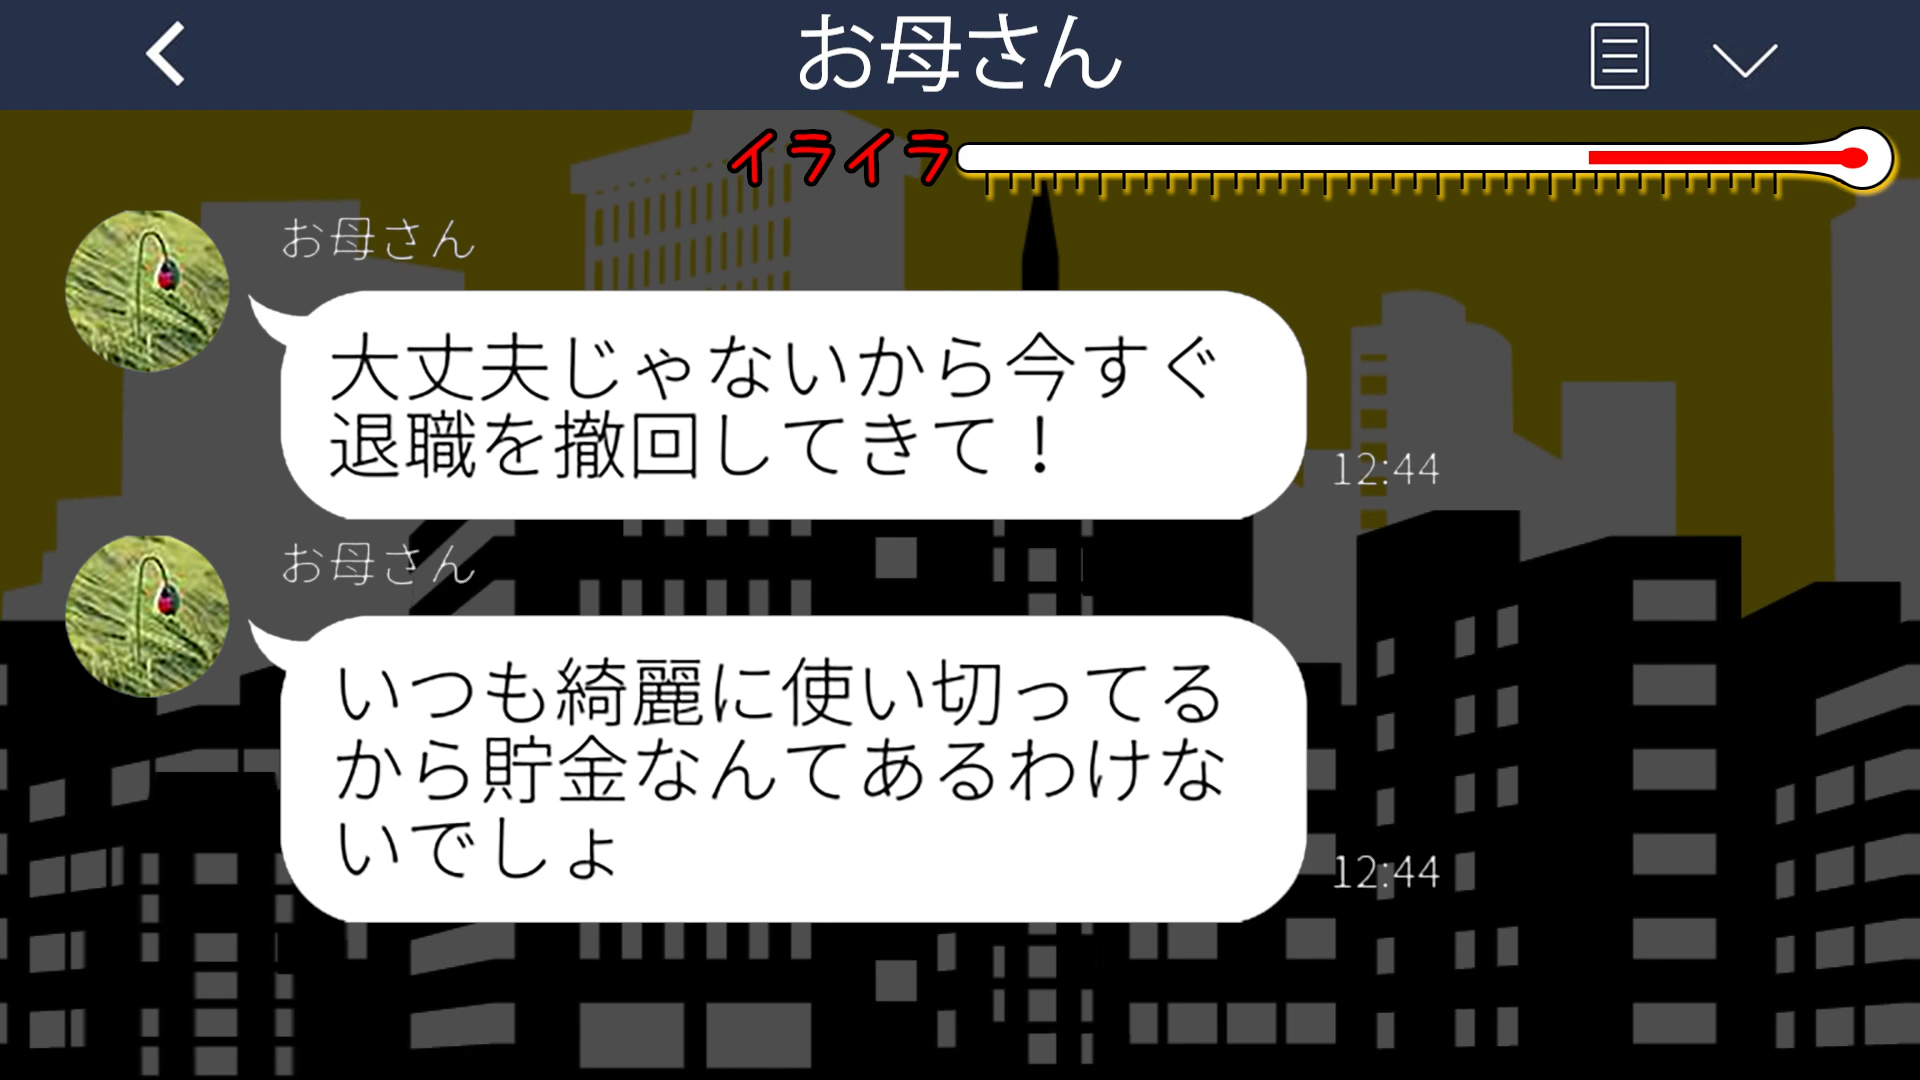 お母さん
イライラ
お母さん
大丈夫じゃないから今すぐ
退職を撤回してきて！
12:44
お母さん
いつも綺麗に使い切ってる
から貯金なんてあるわけな
いでしょ
12:44